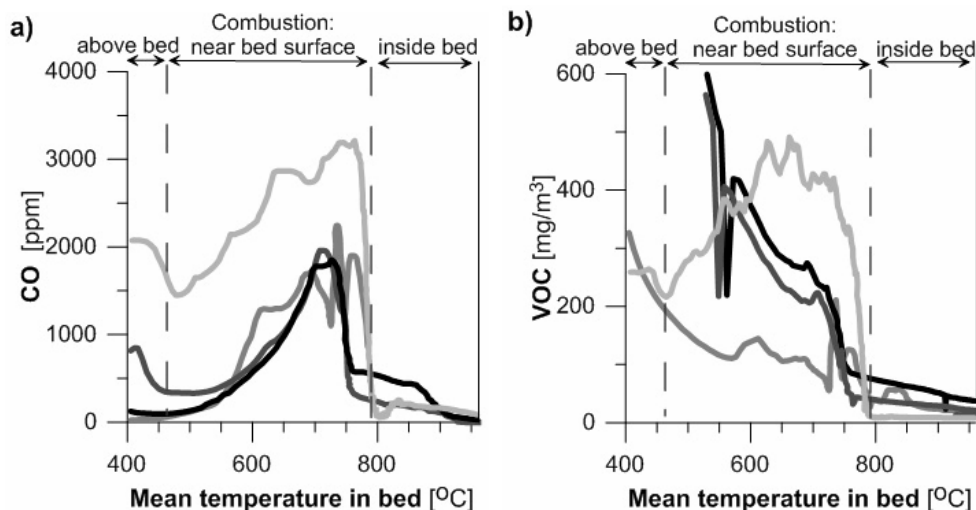 a)
Combustion:
above bed near bed surface inside bed
4000
3000
2000
1000
0
CO [ppm]
400 600 800
Mean temperature in bed [ºC]
b)
Combustion:
above bed near bed surface inside bed
600
400
200
0
VOC [mg/m³]
400 600 800
Mean temperature in bed [ºC]